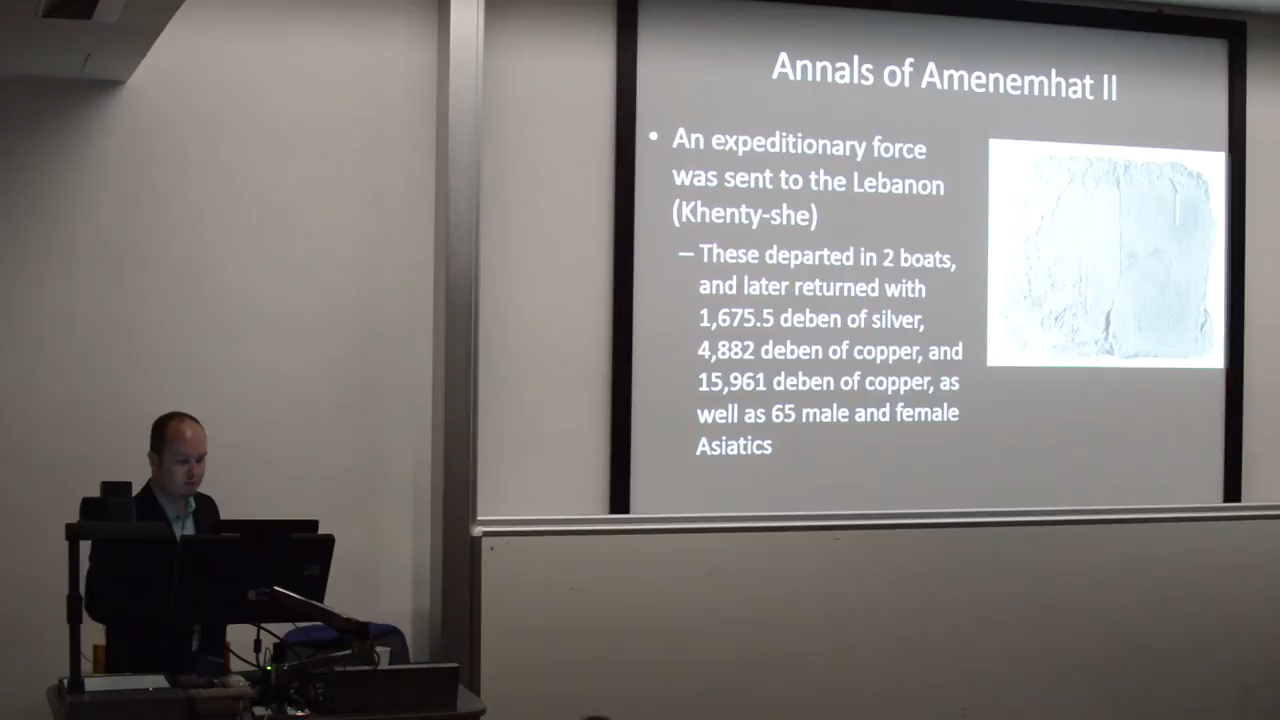 Annals of Amenemhat II
• An expeditionary force
was sent to the Lebanon
(Khenty-she)
– These departed in 2 boats,
and later returned with
1,675.5 deben of silver,
4,882 deben of copper, and
15,961 deben of copper, as
well as 65 male and female
Asiatics